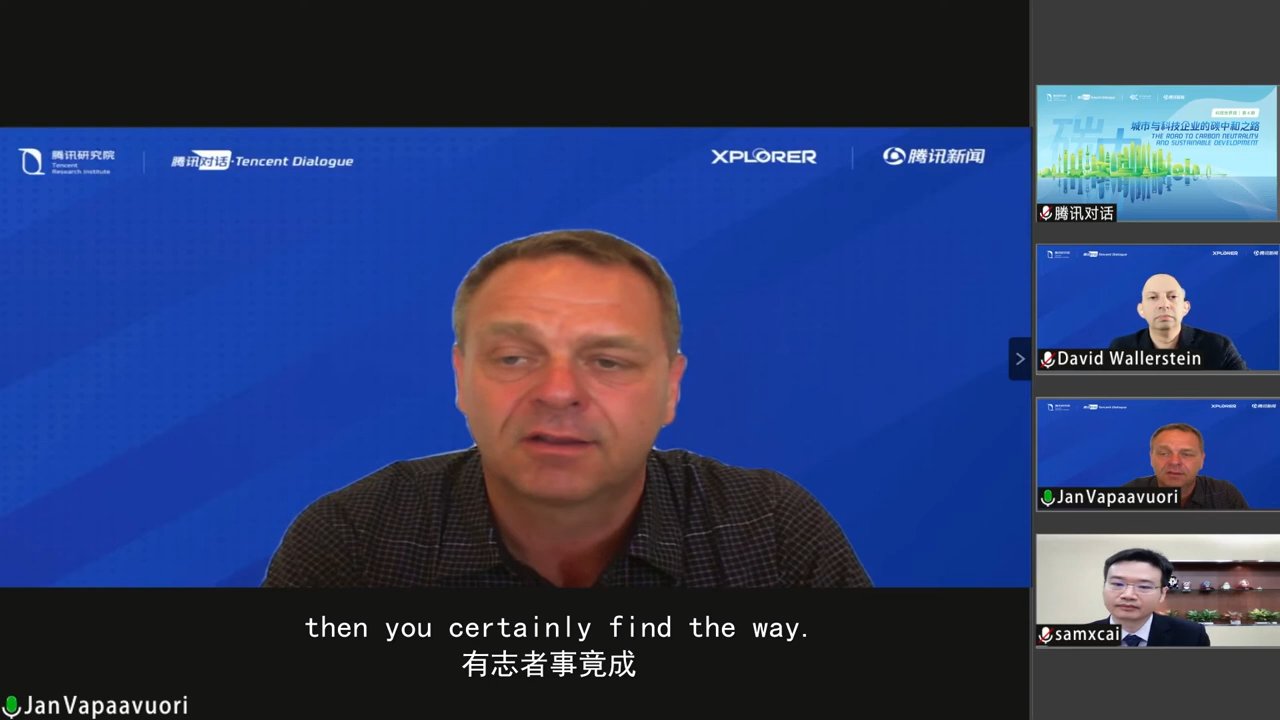 腾讯研究院
Tencent
Research Institute
腾讯对话·Tencent Dialogue
XPLORER
腾讯新闻
城市与科技企业的碳中和之路
THE ROAD TO CARBON NEUTRALITY
AND SUSTAINABLE DEVELOPMENT
腾讯对话
XPLORER
David Wallerstein
XPLORER
JanVapaavuori
samxcai
then you certainly find the way.
有志者事竟成
JanVapaavuori